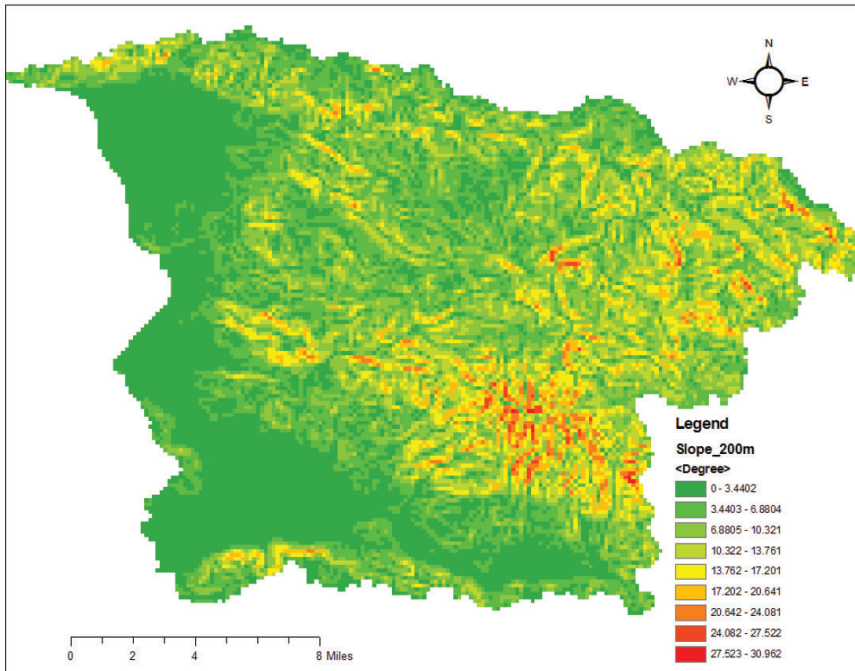 N
W E
S
Legend
Slope_200m
<Degree>
0 - 3.4402
3.4403 - 6.8804
6.8805 - 10.321
10.322 - 13.761
13.762 - 17.201
17.202 - 20.641
20.642 - 24.081
24.082 - 27.522
27.523 - 30.962
0 2 4 8 Miles